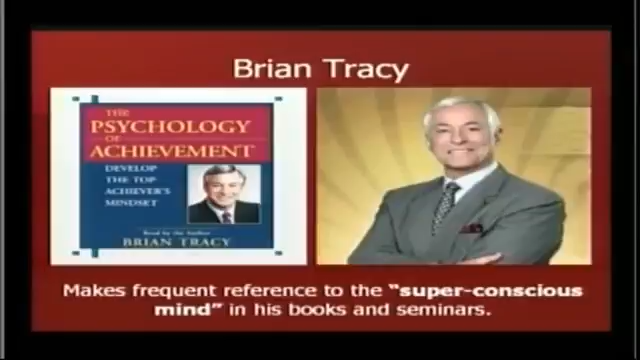 Brian Tracy
THE
PSYCHOLOGY
OF
ACHIEVEMENT
DEVELOP
THE TOP
ACHIEVER'S
MINDSET
Read by the Author
BRIAN TRACY
Makes frequent reference to the "super-conscious
mind" in his books and seminars.